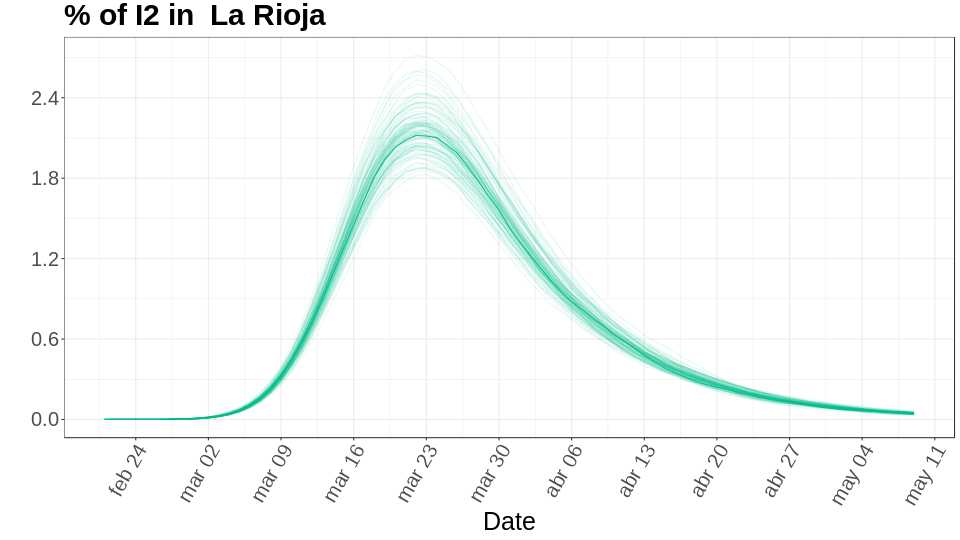 % of I2 in  La Rioja
2.4
1.8
1.2
0.6
0.0
feb 24
mar 02
mar 09
mar 16
mar 23
mar 30
abr 06
abr 13
abr 20
abr 27
may 04
may 11
Date